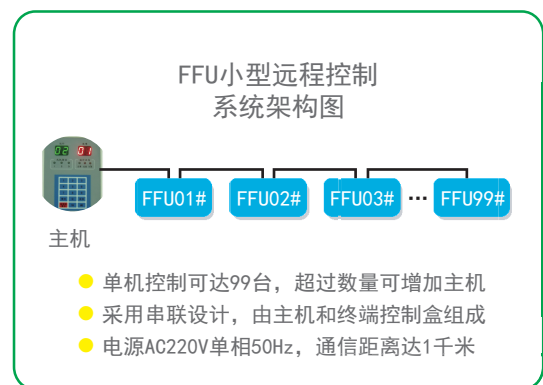 FFU小型远程控制
系统架构图
02 01
FFU01# FFU02# FFU03# ··· FFU99#
主机
单机控制可达99台，超过数量可增加主机
采用串联设计，由主机和终端控制盒组成
电源AC220V单相50Hz，通信距离达1千米